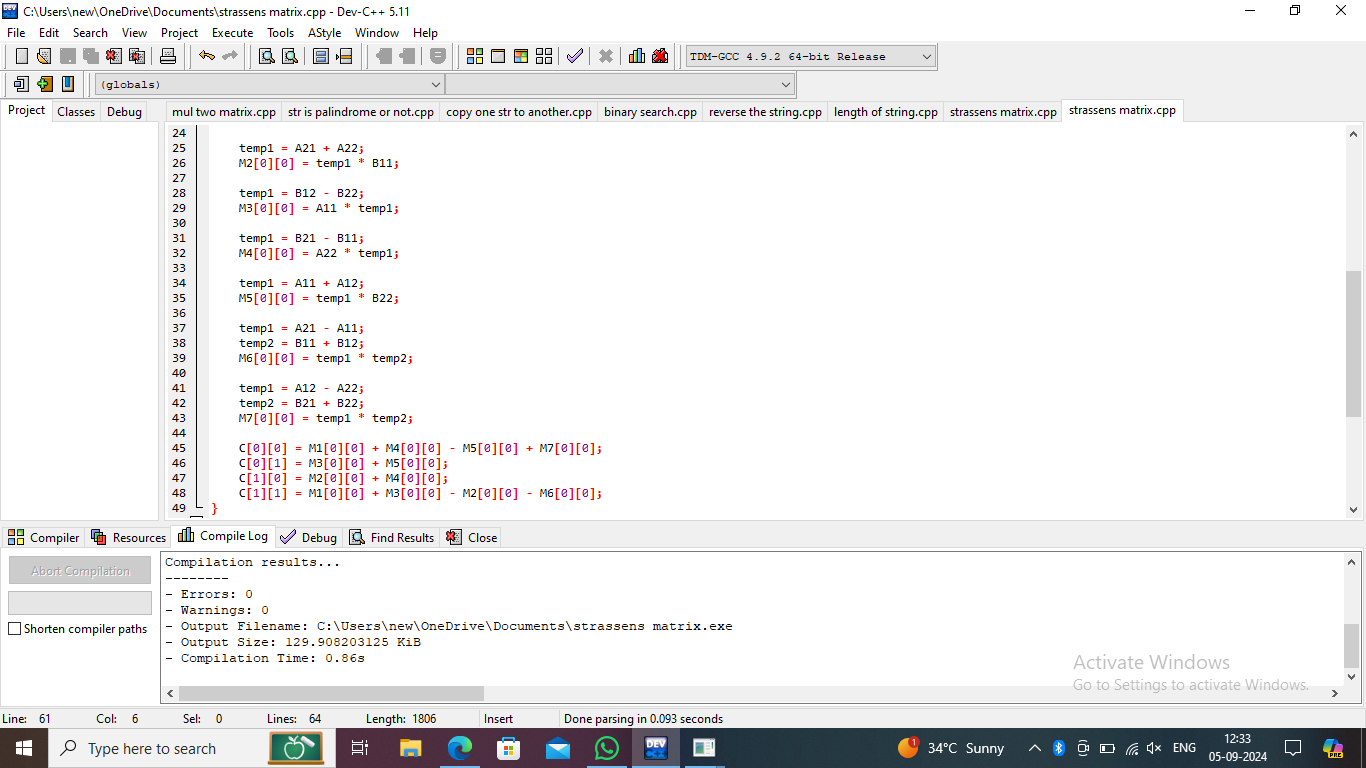 C:\Users\new\OneDrive\Documents\strassens matrix.cpp - Dev-C++ 5.11
File Edit Search View Project Execute Tools AStyle Window Help
TDM-GCC 4.9.2 64-bit Release
(globals)
Project Classes Debug mul two matrix.cpp str is palindrome or not.cpp copy one str to another.cpp binary search.cpp reverse the string.cpp length of string.cpp strassens matrix.cpp strassens matrix.cpp
24
25 temp1 = A21 + A22;
26 M2[0][0] = temp1 * B11;
27
28 temp1 = B12 - B22;
29 M3[0][0] = A11 * temp1;
30
31 temp1 = B21 - B11;
32 M4[0][0] = A22 * temp1;
33
34 temp1 = A11 + A12;
35 M5[0][0] = temp1 * B22;
36
37 temp1 = A21 - A11;
38 temp2 = B11 + B12;
39 M6[0][0] = temp1 * temp2;
40
41 temp1 = A12 - A22;
42 temp2 = B21 + B22;
43 M7[0][0] = temp1 * temp2;
44
45 C[0][0] = M1[0][0] + M4[0][0] - M5[0][0] + M7[0][0];
46 C[0][1] = M3[0][0] + M5[0][0];
47 C[1][0] = M2[0][0] + M4[0][0];
48 C[1][1] = M1[0][0] + M3[0][0] - M2[0][0] - M6[0][0];
49 }
Compiler Resources Compile Log Debug Find Results Close
Abort Compilation
Shorten compiler paths
Compilation results...
--------
- Errors: 0
- Warnings: 0
- Output Filename: C:\Users\new\OneDrive\Documents\strassens matrix.exe
- Output Size: 129.908203125 KiB
- Compilation Time: 0.86s
Activate Windows
Go to Settings to activate Windows.
Line: 61 Col: 6 Sel: 0 Lines: 64 Length: 1806 Insert Done parsing in 0.093 seconds
Type here to search
DEV
1
34°C Sunny
ENG
12:33
05-09-2024
PRE